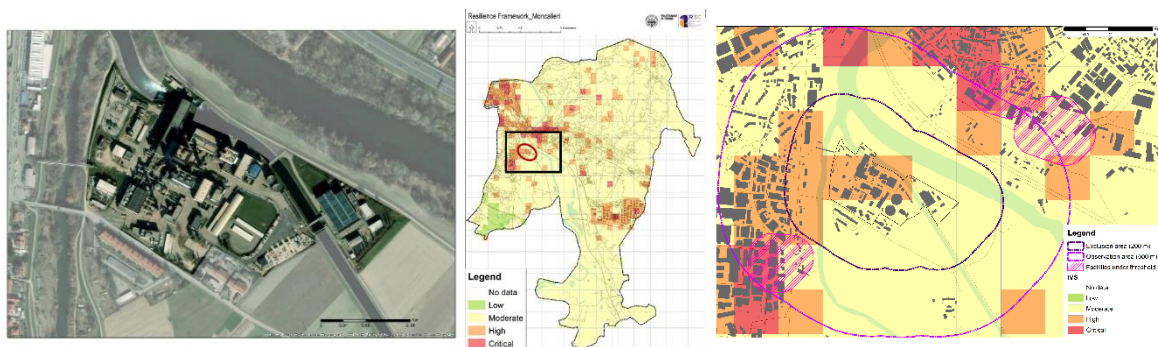 Resilience Framework_Moncalieri
Legend
No data
Low
Moderate
High
Critical
Legend
Exclusion area (200 m)
Observation area (500 m)
Facilities under threshold
IVS
No data
Low
Moderate
High
Critical